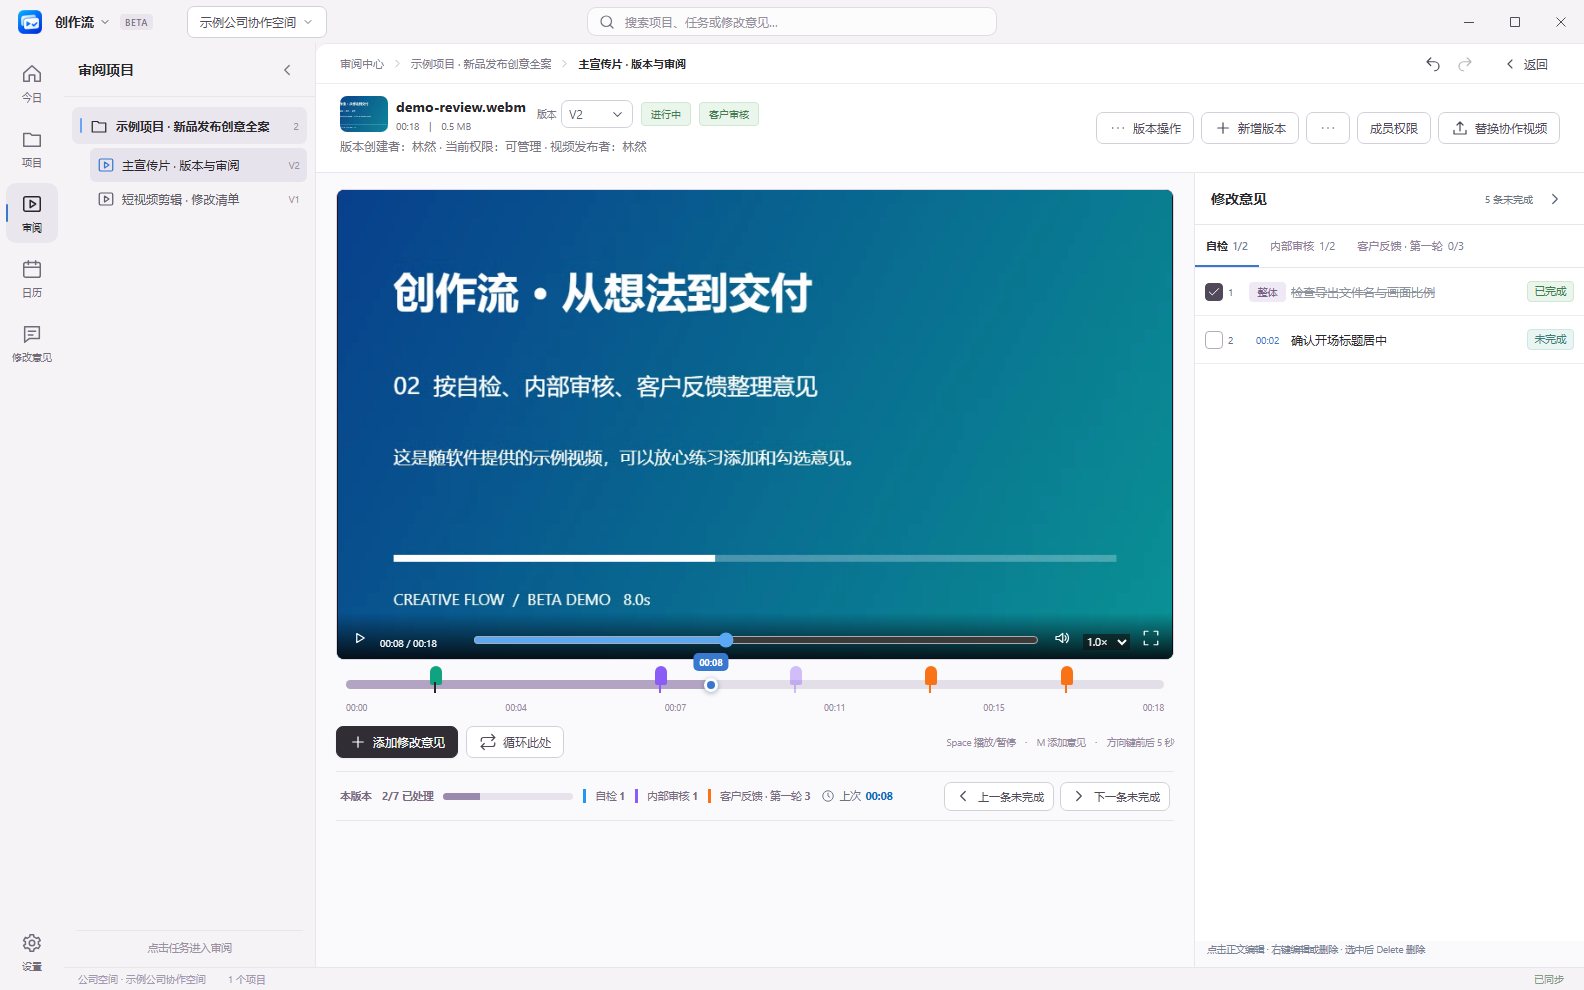 创作流 BETA 示例公司协作空间 搜索项目、任务或修改意见...
今日
项目
审阅
日历
修改意见
设置
审阅项目
示例项目 · 新品发布创意全案 2
主宣传片 · 版本与审阅 V2
短视频剪辑 · 修改清单 V1
点击任务进入审阅
审阅中心 示例项目 · 新品发布创意全案 主宣传片 · 版本与审阅 返回
demo-review.webm 版本 V2 进行中 客户审核
00:18 | 0.5 MB
版本创建者：林然 · 当前权限：可管理 · 视频发布者：林然
··· 版本操作 新增版本 ··· 成员权限 替换协作视频
创作流 • 从想法到交付
02 按自检、内部审核、客户反馈整理意见
这是随软件提供的示例视频，可以放心练习添加和勾选意见。
CREATIVE FLOW / BETA DEMO 8.0s
00:08 / 00:18 1.0×
00:08
00:00 00:04 00:07 00:11 00:15 00:18
添加修改意见 循环此处 Space 播放/暂停 · M 添加意见 · 方向键前后 5 秒
本版本 2/7 已处理 自检 1 内部审核 1 客户反馈 · 第一轮 3 上次 00:08 上一条未完成 下一条未完成
修改意见 5 条未完成
自检 1/2 内部审核 1/2 客户反馈 · 第一轮 0/3
1 整体 检查导出文件名与画面比例 已完成
2 00:02 确认开场标题居中 未完成
点击正文编辑 · 右键编辑或删除 · 选中后 Delete 删除
公司空间 · 示例公司协作空间 1 个项目 已同步